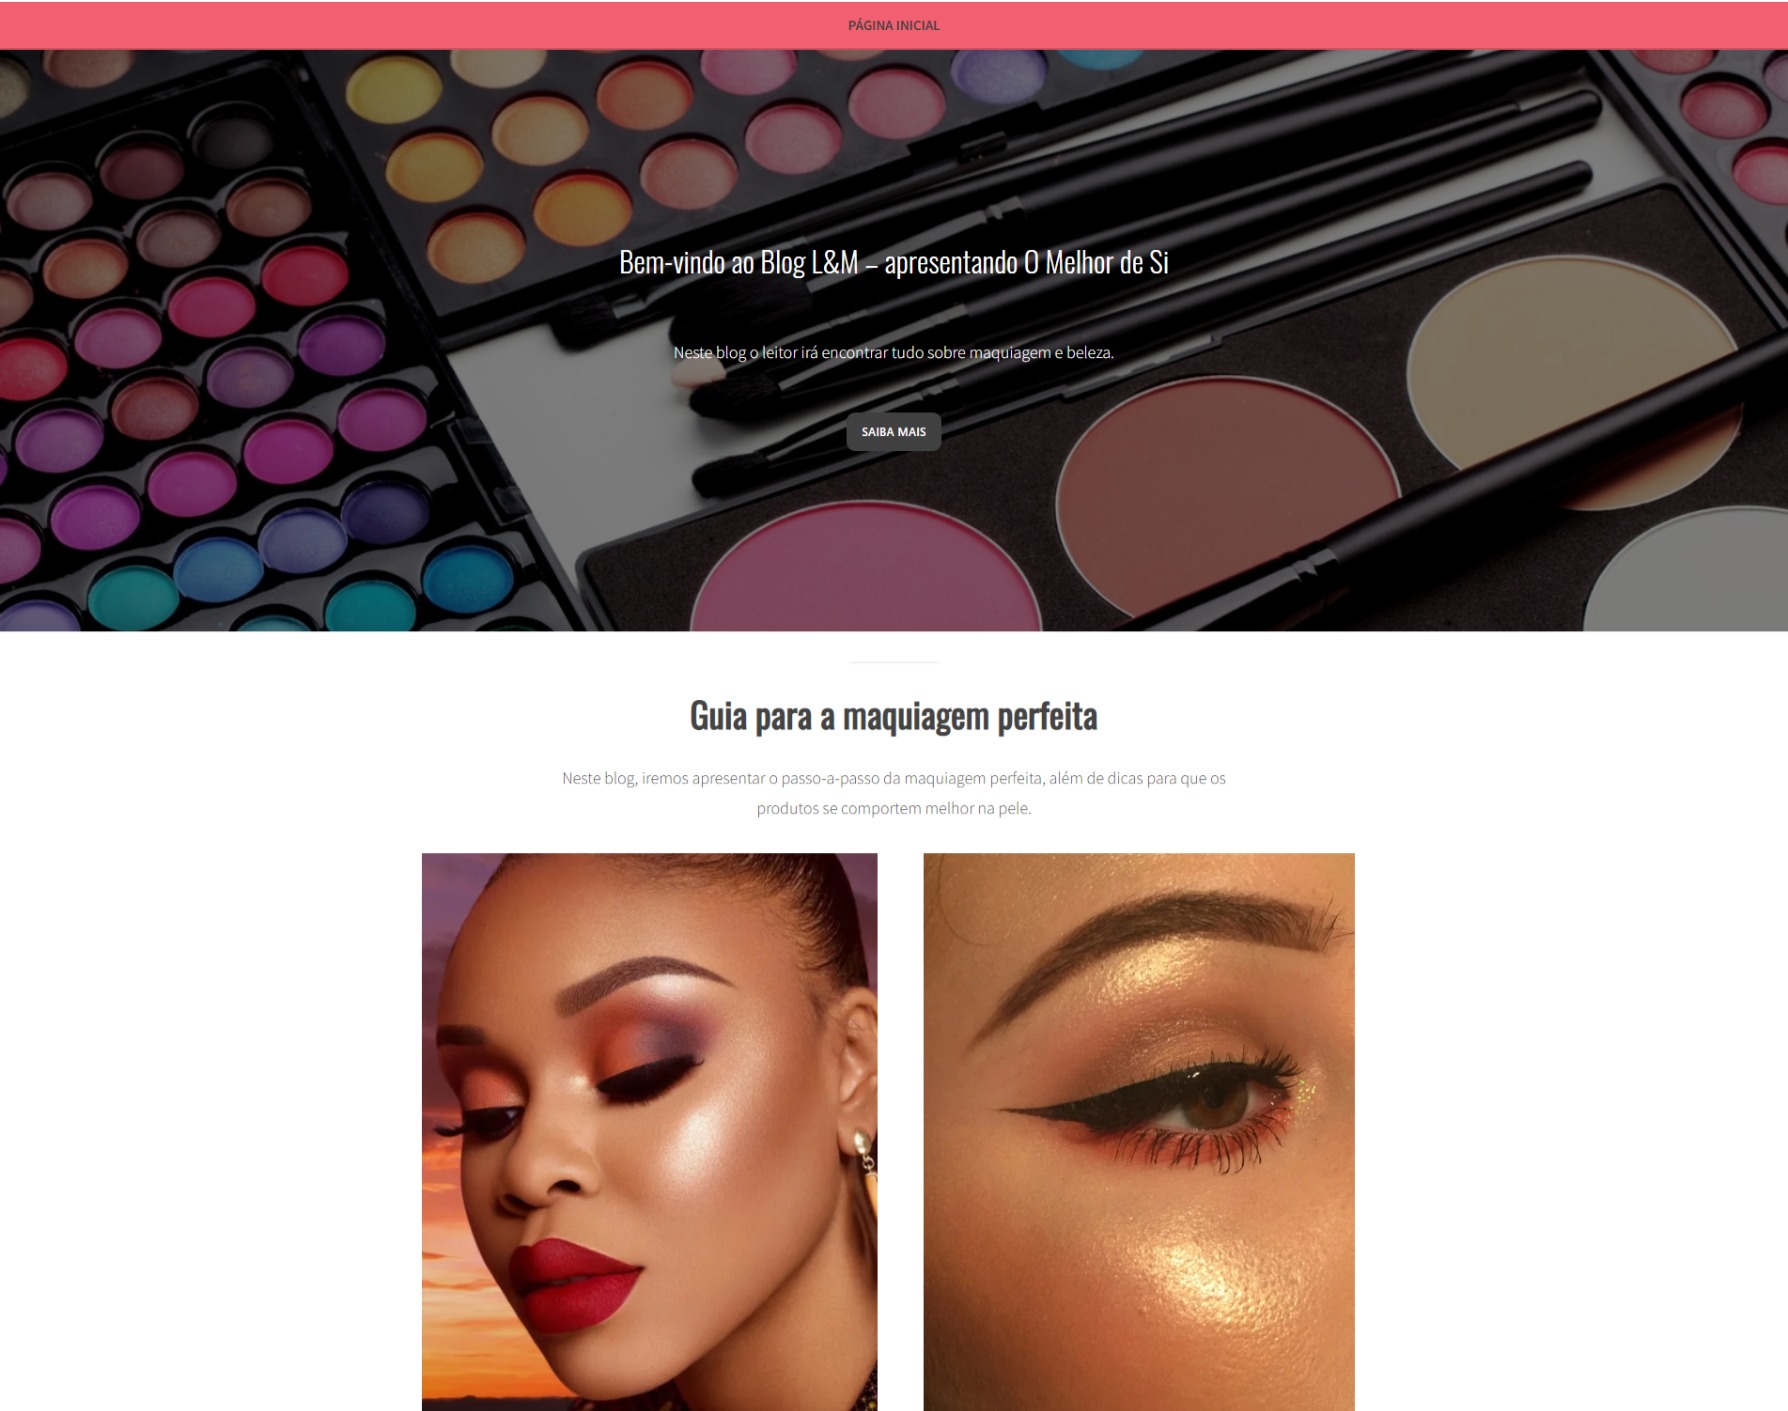 PÁGINA INICIAL
Bem-vindo ao Blog L&M – apresentando O Melhor de Si
Neste blog o leitor irá encontrar tudo sobre maquiagem e beleza.
SAIBA MAIS
Guia para a maquiagem perfeita
Neste blog, iremos apresentar o passo-a-passo da maquiagem perfeita, além de dicas para que os
produtos se comportem melhor na pele.